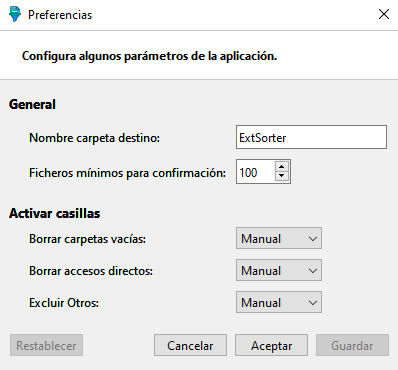 Preferencias
Configura algunos parámetros de la aplicación.
General
Nombre carpeta destino: ExtSorter
Ficheros mínimos para confirmación: 100
Activar casillas
Borrar carpetas vacías: Manual
Borrar accesos directos: Manual
Excluir Otros: Manual
Restablecer Cancelar Aceptar Guardar